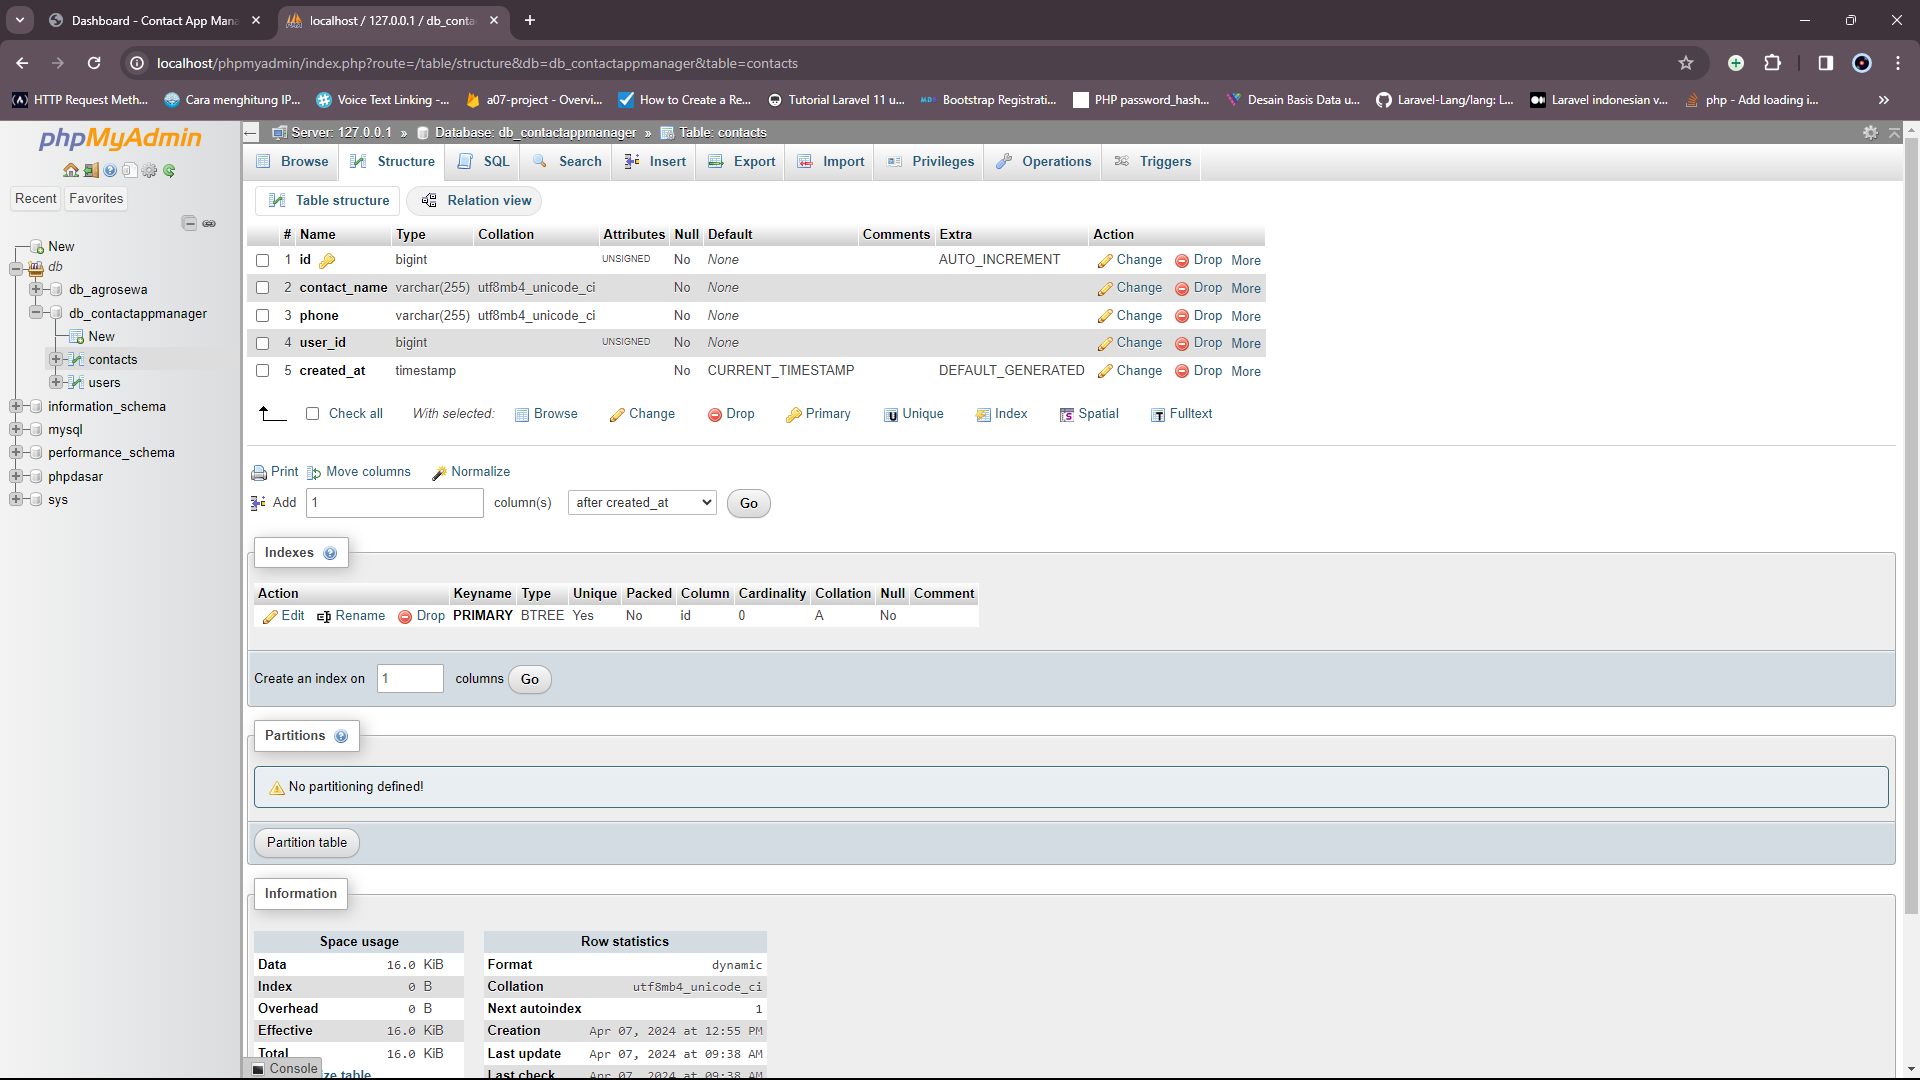 Dashboard - Contact App Mana
localhost / 127.0.0.1 / db_conta
localhost/phpmyadmin/index.php?route=/table/structure&db=db_contactappmanager&table=contacts
HTTP Request Meth... Cara menghitung IP... Voice Text Linking -... a07-project - Overvi... How to Create a Re... Tutorial Laravel 11 u... Bootstrap Registrati... PHP password_hash... Desain Basis Data u... Laravel-Lang/lang: L... Laravel indonesian v... php - Add loading i...
phpMyAdmin
Recent Favorites
New
db
db_agrosewa
db_contactappmanager
New
contacts
users
information_schema
mysql
performance_schema
phpdasar
sys
Server: 127.0.0.1 » Database: db_contactappmanager » Table: contacts
Browse Structure SQL Search Insert Export Import Privileges Operations Triggers
Table structure Relation view
# Name Type Collation Attributes Null Default Comments Extra Action
1 id bigint UNSIGNED No None AUTO_INCREMENT Change Drop More
2 contact_name varchar(255) utf8mb4_unicode_ci No None Change Drop More
3 phone varchar(255) utf8mb4_unicode_ci No None Change Drop More
4 user_id bigint UNSIGNED No None Change Drop More
5 created_at timestamp No CURRENT_TIMESTAMP DEFAULT_GENERATED Change Drop More
Check all With selected: Browse Change Drop Primary Unique Index Spatial Fulltext
Print Move columns Normalize
Add 1 column(s) after created_at Go
Indexes
Action Keyname Type Unique Packed Column Cardinality Collation Null Comment
Edit Rename Drop PRIMARY BTREE Yes No id 0 A No
Create an index on 1 columns Go
Partitions
No partitioning defined!
Partition table
Information
Space usage
Data 16.0 KiB
Index 0 B
Overhead 0 B
Effective 16.0 KiB
Total 16.0 KiB
ze table
Row statistics
Format dynamic
Collation utf8mb4_unicode_ci
Next autoindex 1
Creation Apr 07, 2024 at 12:55 PM
Last update Apr 07, 2024 at 09:38 AM
Last check Apr 07, 2024 at 09:38 AM
Console